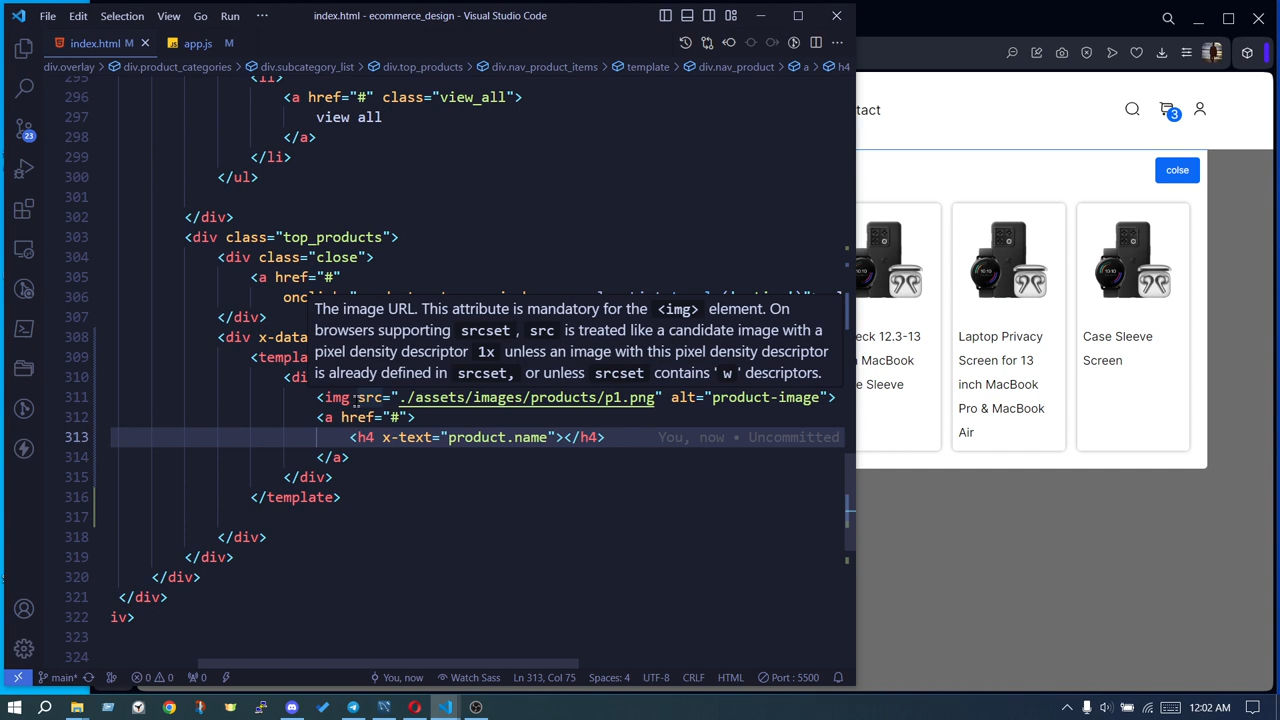 File Edit Selection View Go Run ··· index.html - ecommerce_design - Visual Studio Code
index.html M app.js M
div.overlay div.product_categories div.subcategory_list div.top_products div.nav_product_items template div.nav_product a h4
295 <li>
296 <a href="#" class="view_all">
297 view all
298 </a>
299 </li>
300 </ul>
301
302 </div>
303 <div class="top_products">
304 <div class="close">
305 <a href="#"
306
307 </div>
308 <div x-data
309 <template
310 <div
311 <img src="./assets/images/products/p1.png" alt="product-image">
312 <a href="#">
313 <h4 x-text="product.name"></h4> You, now • Uncommitted
314 </a>
315 </div>
316 </template>
317
318 </div>
319 </div>
320 </div>
321 </div>
322 iv>
323
324
The image URL. This attribute is mandatory for the <img> element. On
browsers supporting srcset, src is treated like a candidate image with a
pixel density descriptor 1x unless an image with this pixel density descriptor
is already defined in srcset, or unless srcset contains 'w' descriptors.
23
main* 0 0 0 You, now Ln 313, Col 75 Spaces: 4 UTF-8 CRLF HTML Watch Sass Port : 5500
tact
3
colse
eck 12.3-13
MacBook
e Sleeve
Laptop Privacy
Screen for 13
inch MacBook
Pro & MacBook
Air
Case Sleeve
Screen
12:02 AM